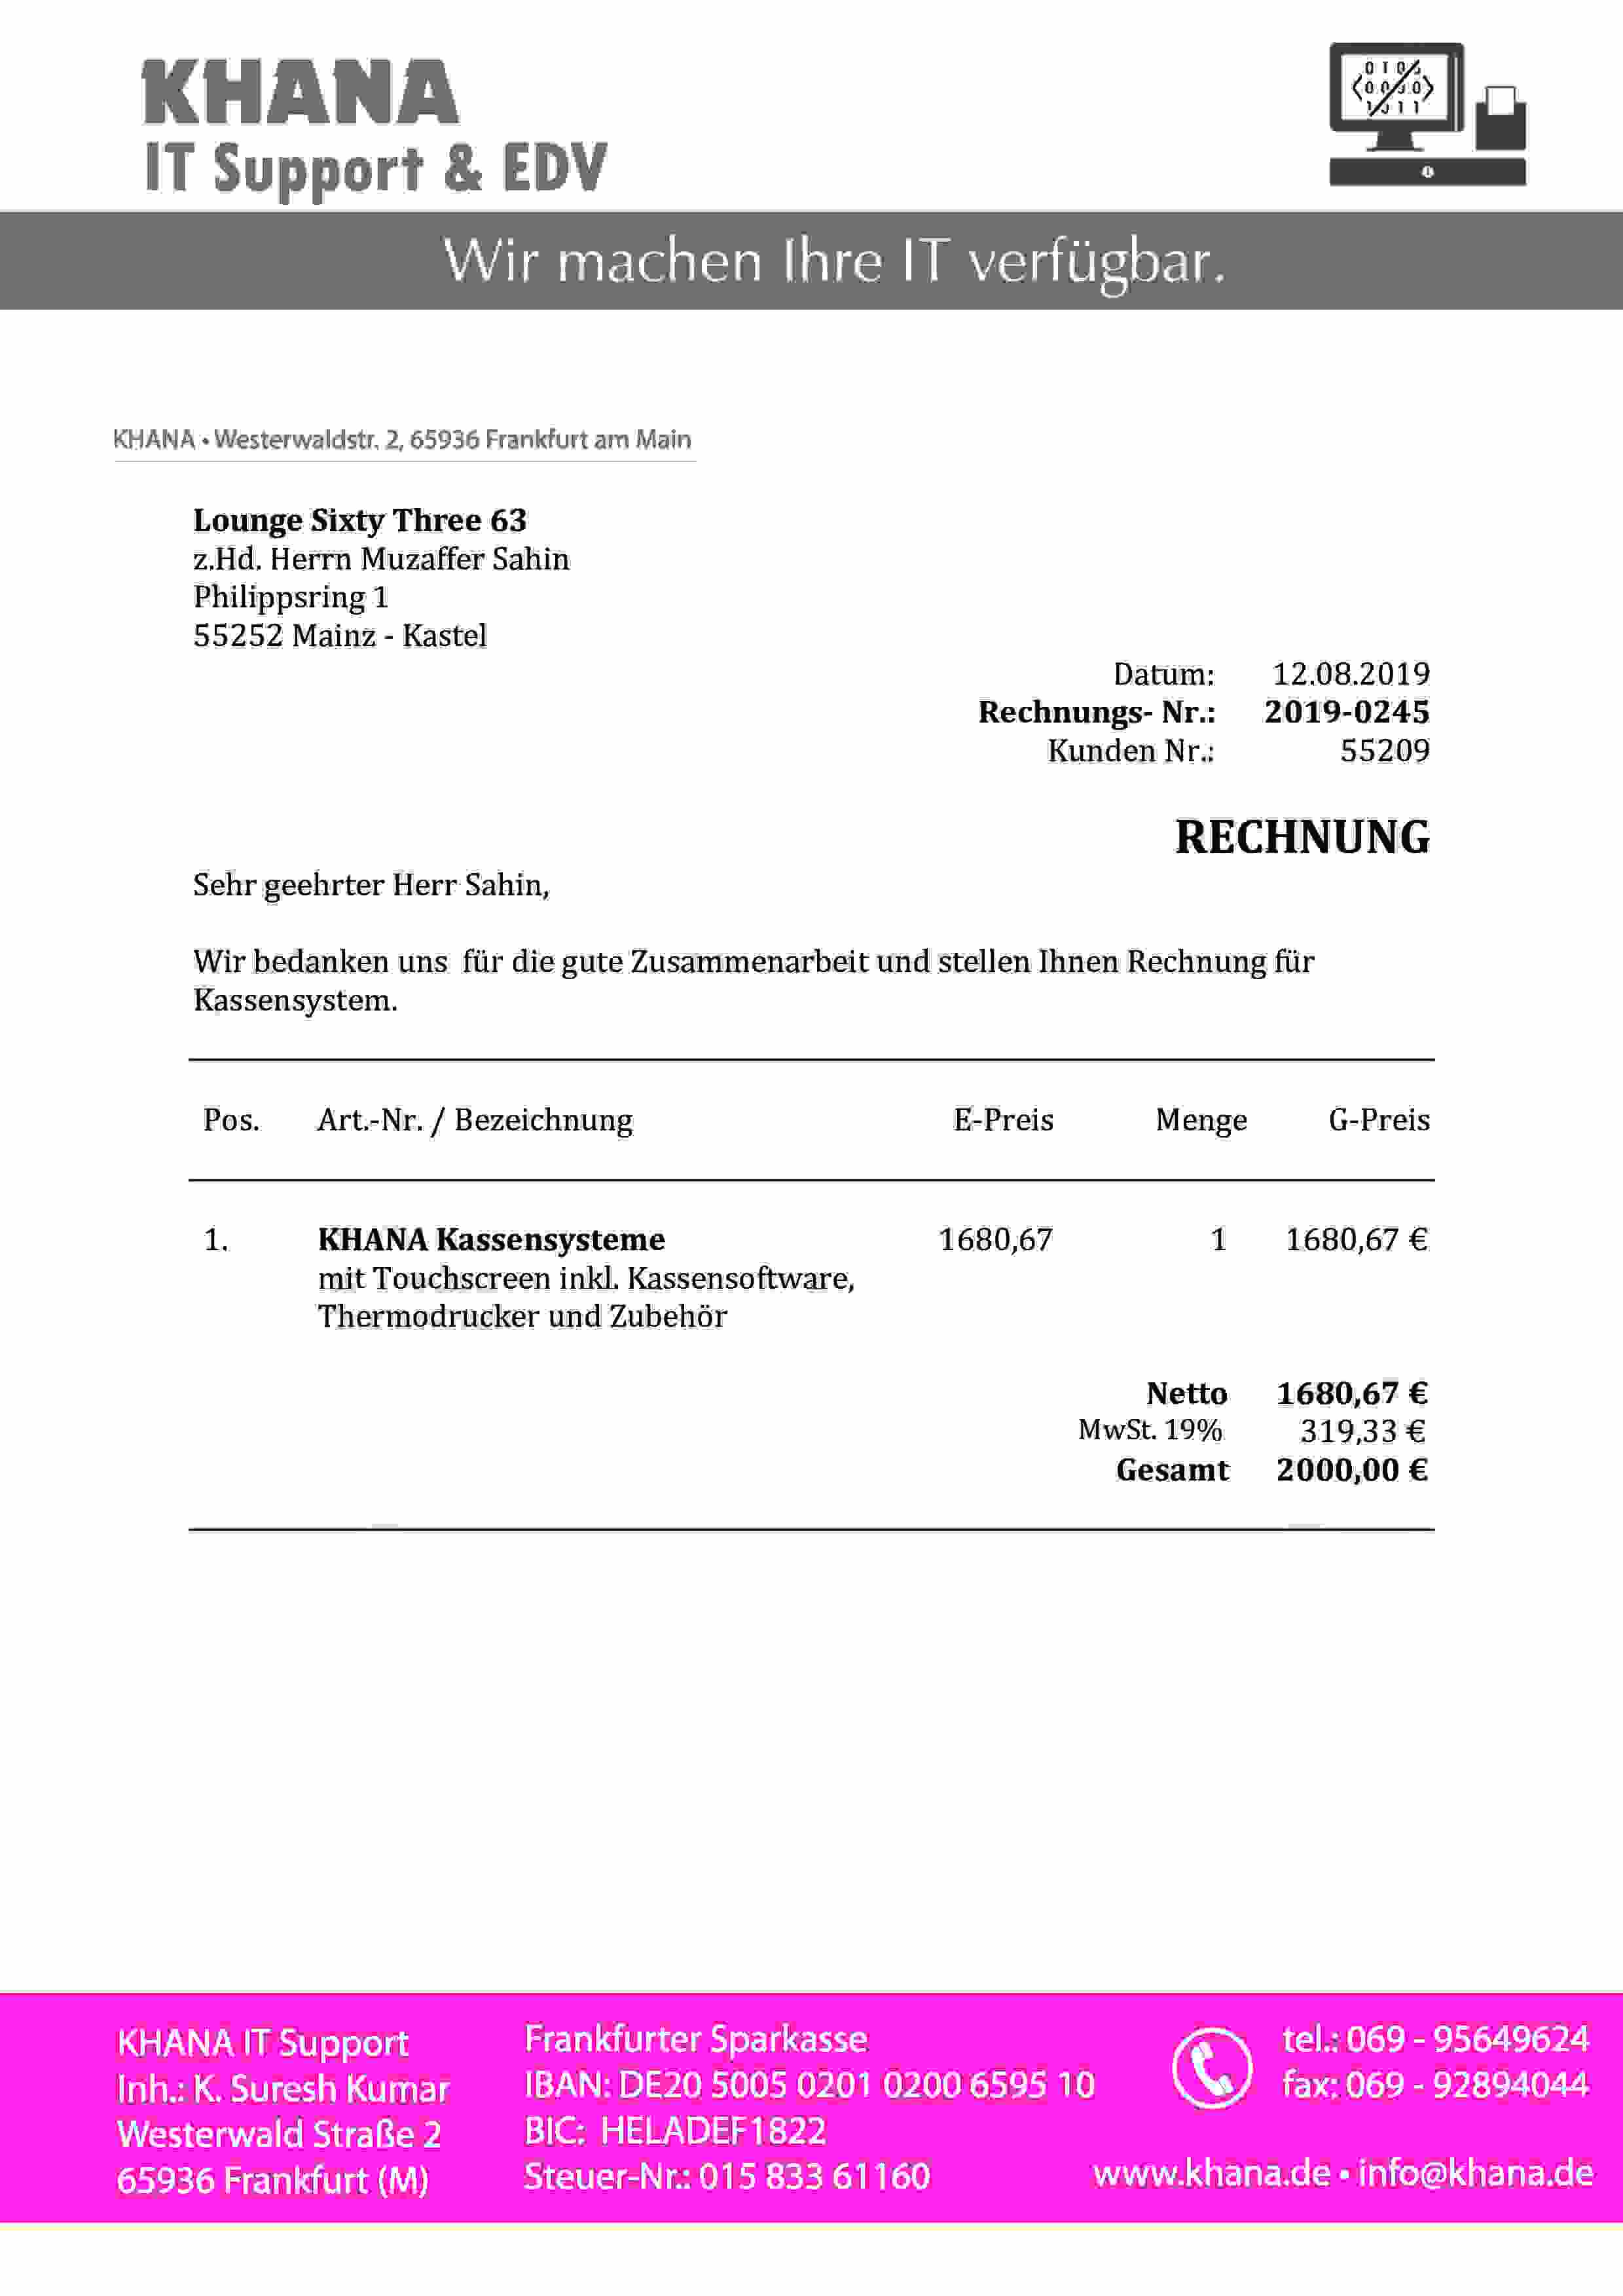 KHANA
IT Support & EDV
Wir machen Ihre IT verfügbar.
KHANA • Westerwaldstr. 2, 65936 Frankfurt am Main
Lounge Sixty Three 63
z.Hd. Herrn Muzaffer Sahin
Philippsring 1
55252 Mainz - Kastel
Datum: 12.08.2019
Rechnungs- Nr.: 2019-0245
Kunden Nr.: 55209
RECHNUNG
Sehr geehrter Herr Sahin,
Wir bedanken uns für die gute Zusammenarbeit und stellen Ihnen Rechnung für
Kassensystem.
Pos. Art.-Nr. / Bezeichnung E-Preis Menge G-Preis
1. KHANA Kassensysteme 1680,67 1 1680,67 €
mit Touchscreen inkl. Kassensoftware,
Thermodrucker und Zubehör
Netto 1680,67 €
MwSt. 19% 319,33 €
Gesamt 2000,00 €
KHANA IT Support
Inh.: K. Suresh Kumar
Westerwald Straße 2
65936 Frankfurt (M)
Frankfurter Sparkasse
IBAN: DE20 5005 0201 0200 6595 10
BIC: HELADEF1822
Steuer-Nr.: 015 833 61160
tel.: 069 - 95649624
fax: 069 - 92894044
www.khana.de • info@khana.de